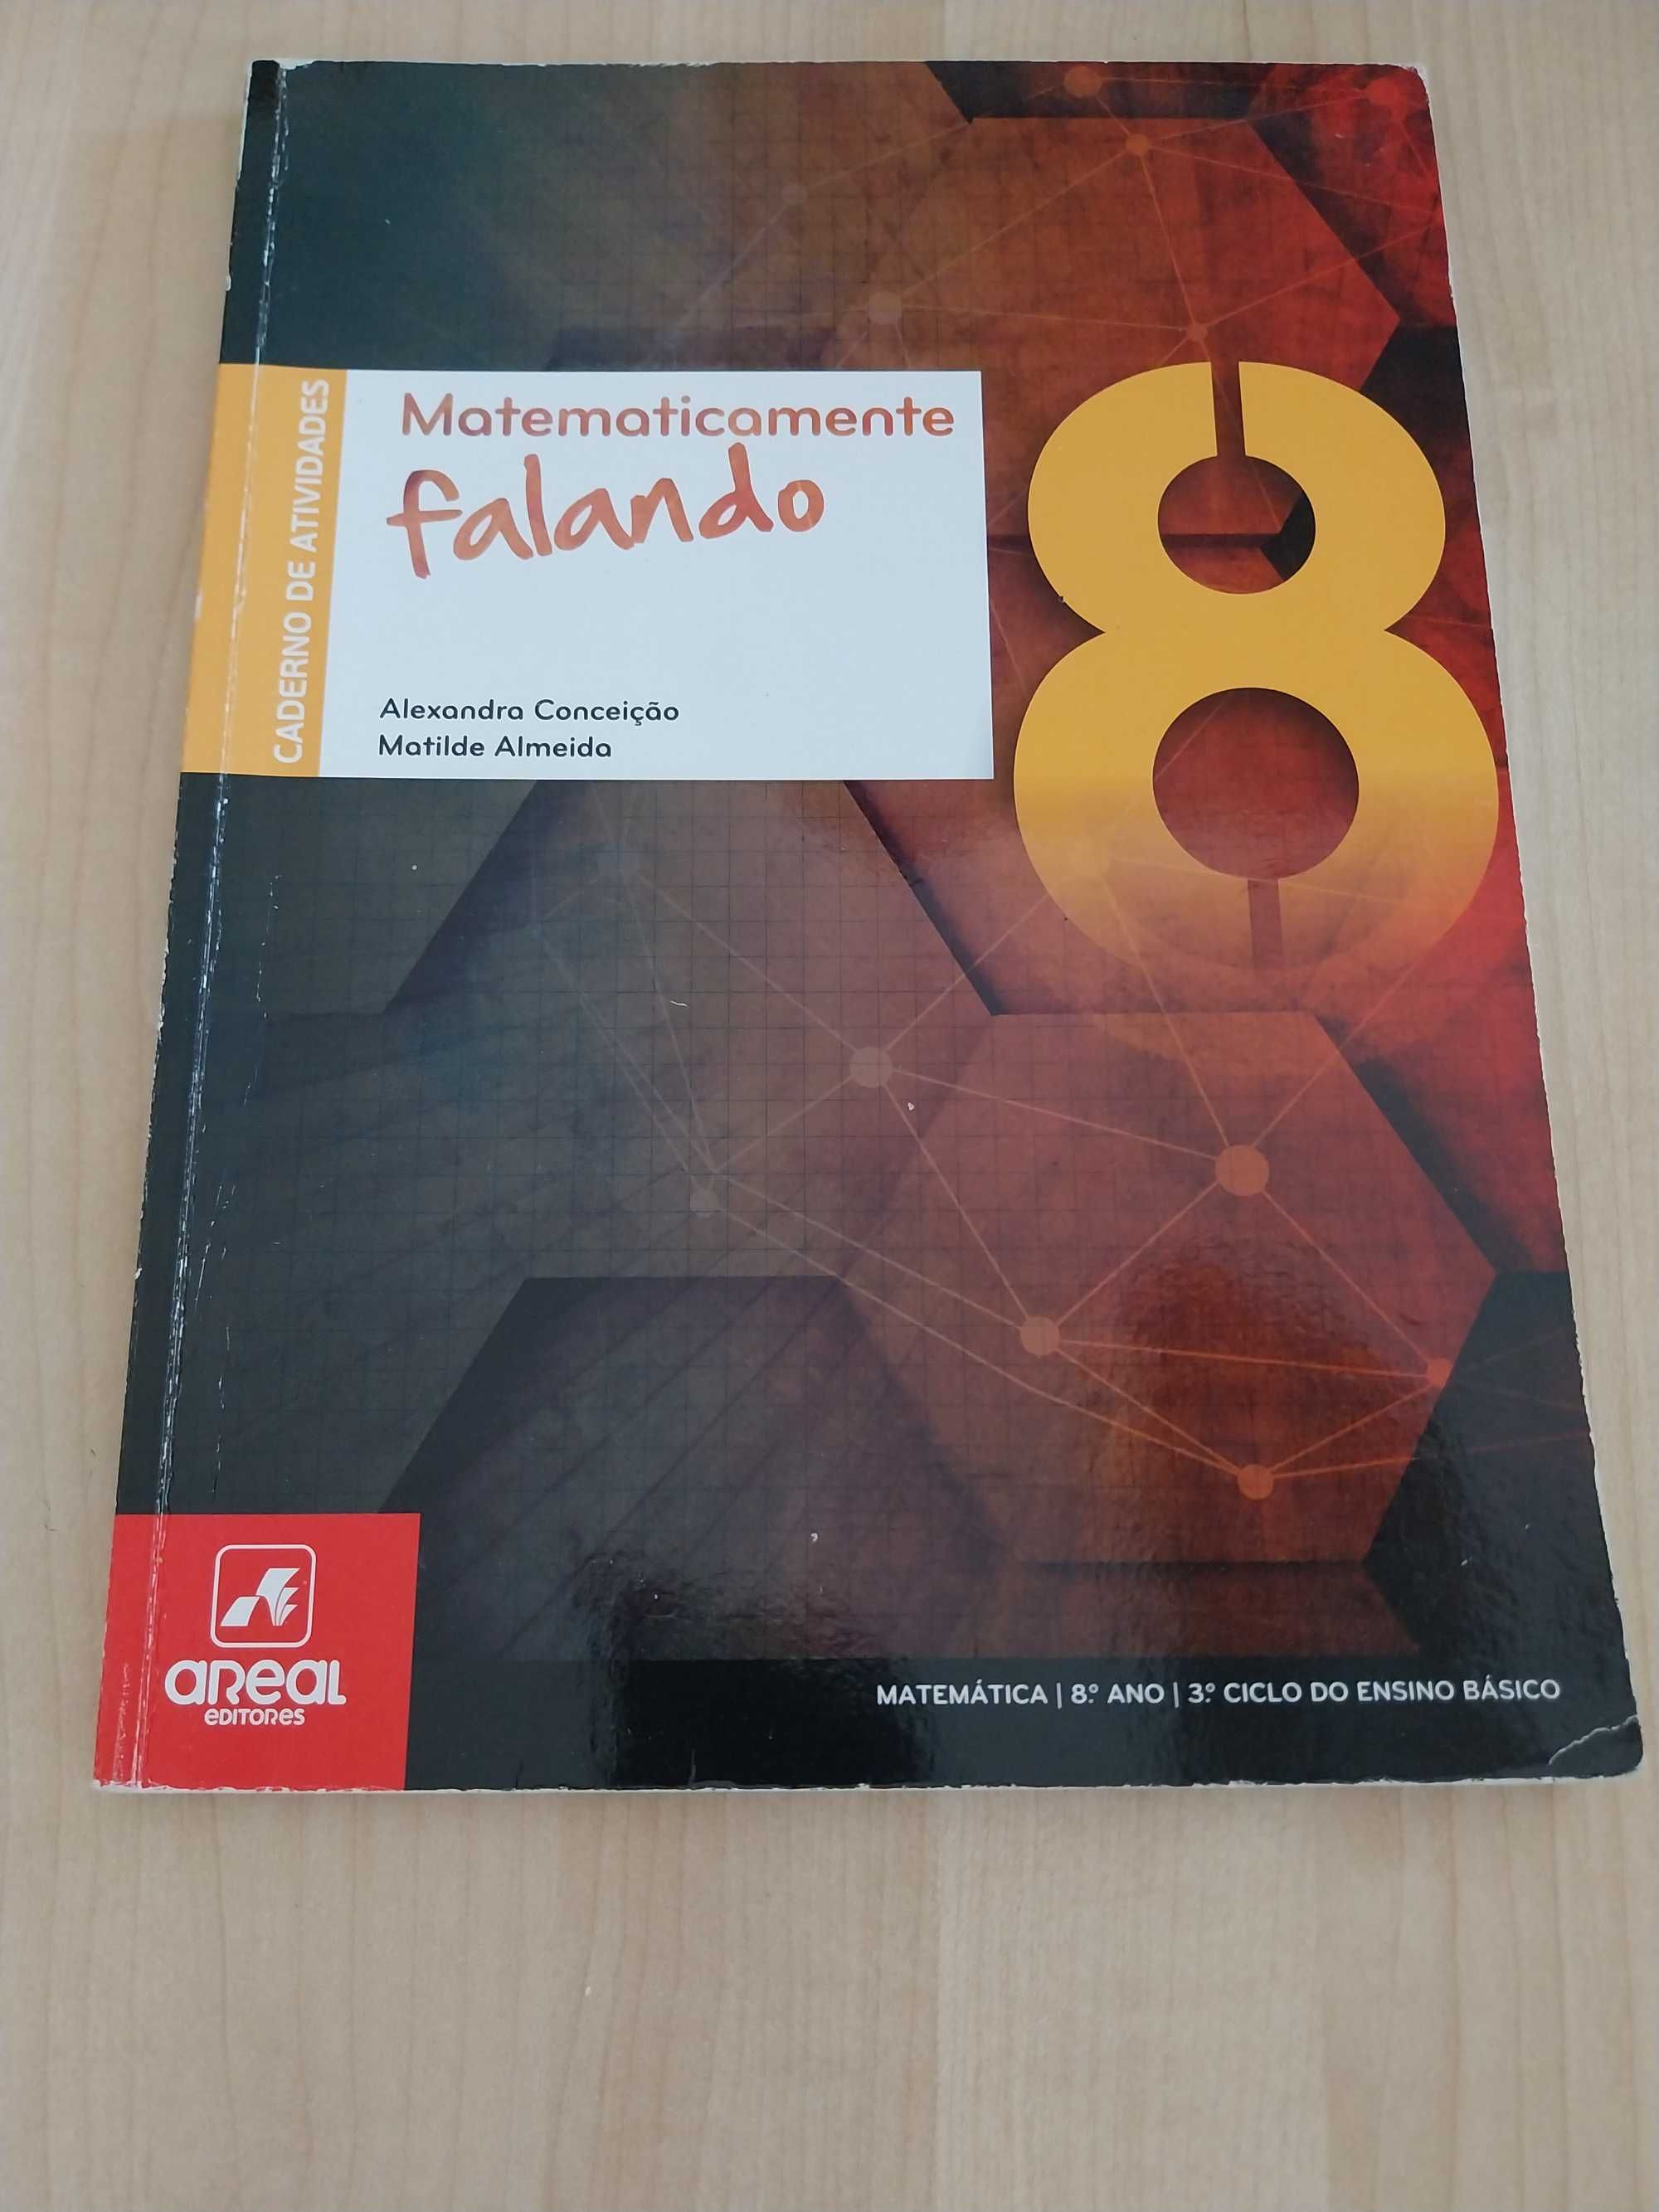 CADERNO DE ATIVIDADES
Matematicamente
falando
8
Alexandra Conceição
Matilde Almeida
aReaL
eDITORes
MATEMÁTICA | 8.º ANO | 3.º CICLO DO ENSINO BÁSICO